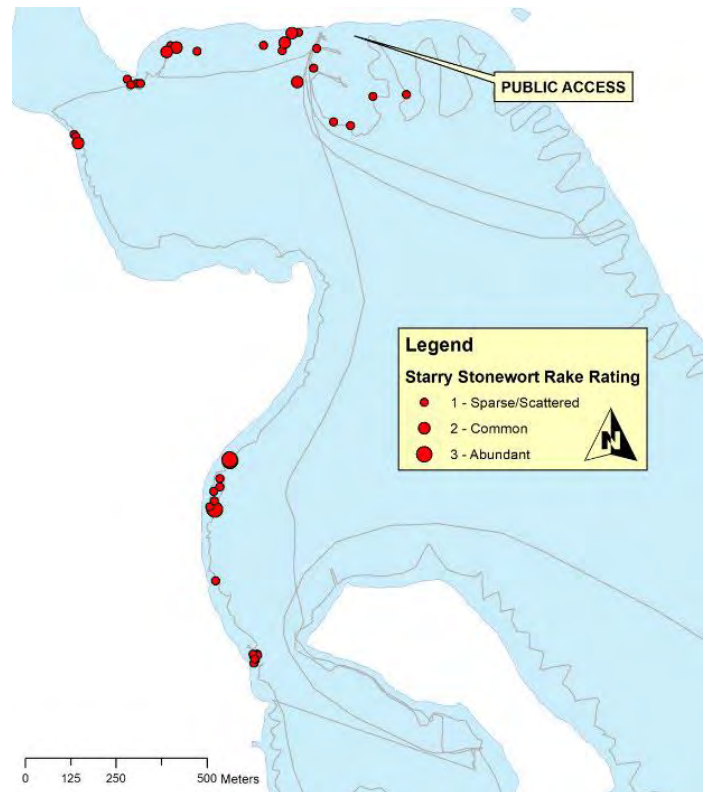 PUBLIC ACCESS
Legend
Starry Stonewort Rake Rating
1 - Sparse/Scattered
2 - Common
3 - Abundant
N
0 125 250 500 Meters